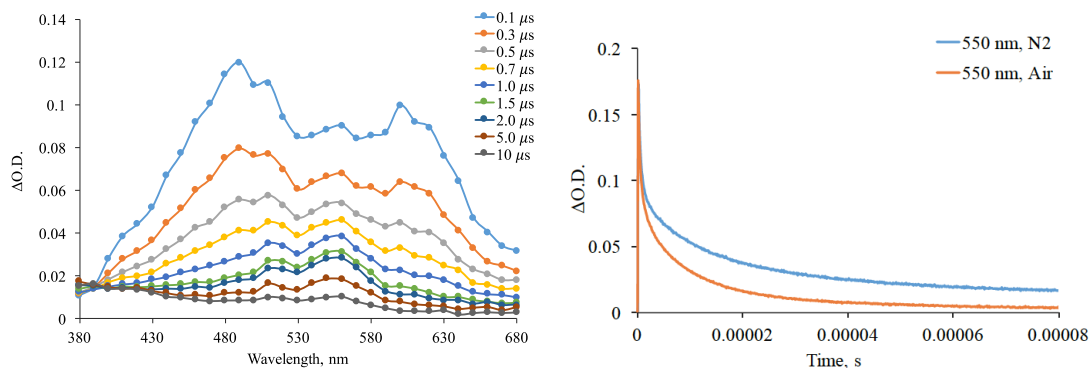 0.14
0.12
0.1
0.08
0.06
0.04
0.02
0
ΔO.D.
380 430 480 530 580 630 680
Wavelength, nm
0.1 μs
0.3 μs
0.5 μs
0.7 μs
1.0 μs
1.5 μs
2.0 μs
5.0 μs
10 μs
0.2
0.15
0.1
0.05
0
ΔO.D.
0 0.00002 0.00004 0.00006 0.00008
Time, s
550 nm, N2
550 nm, Air